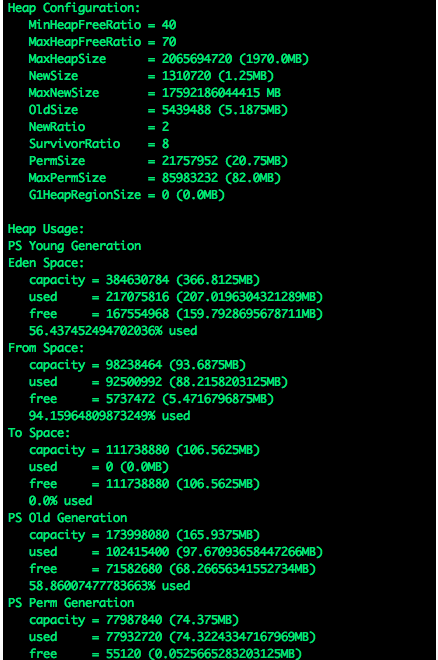 Heap Configuration:
MinHeapFreeRatio = 40
MaxHeapFreeRatio = 70
MaxHeapSize = 2065694720 (1970.0MB)
NewSize = 1310720 (1.25MB)
MaxNewSize = 17592186044415 MB
OldSize = 5439488 (5.1875MB)
NewRatio = 2
SurvivorRatio = 8
PermSize = 21757952 (20.75MB)
MaxPermSize = 85983232 (82.0MB)
G1HeapRegionSize = 0 (0.0MB)
Heap Usage:
PS Young Generation
Eden Space:
capacity = 384630784 (366.8125MB)
used = 217075816 (207.0196304321289MB)
free = 167554968 (159.7928695678711MB)
56.437452494702036% used
From Space:
capacity = 98238464 (93.6875MB)
used = 92500992 (88.2158203125MB)
free = 5737472 (5.4716796875MB)
94.15964809873249% used
To Space:
capacity = 111738880 (106.5625MB)
used = 0 (0.0MB)
free = 111738880 (106.5625MB)
0.0% used
PS Old Generation
capacity = 173998080 (165.9375MB)
used = 102415400 (97.67093658447266MB)
free = 71582680 (68.26656341552734MB)
58.86007477783663% used
PS Perm Generation
capacity = 77987840 (74.375MB)
used = 77932720 (74.32243347167969MB)
free = 55120 (0.0525665283203125MB)